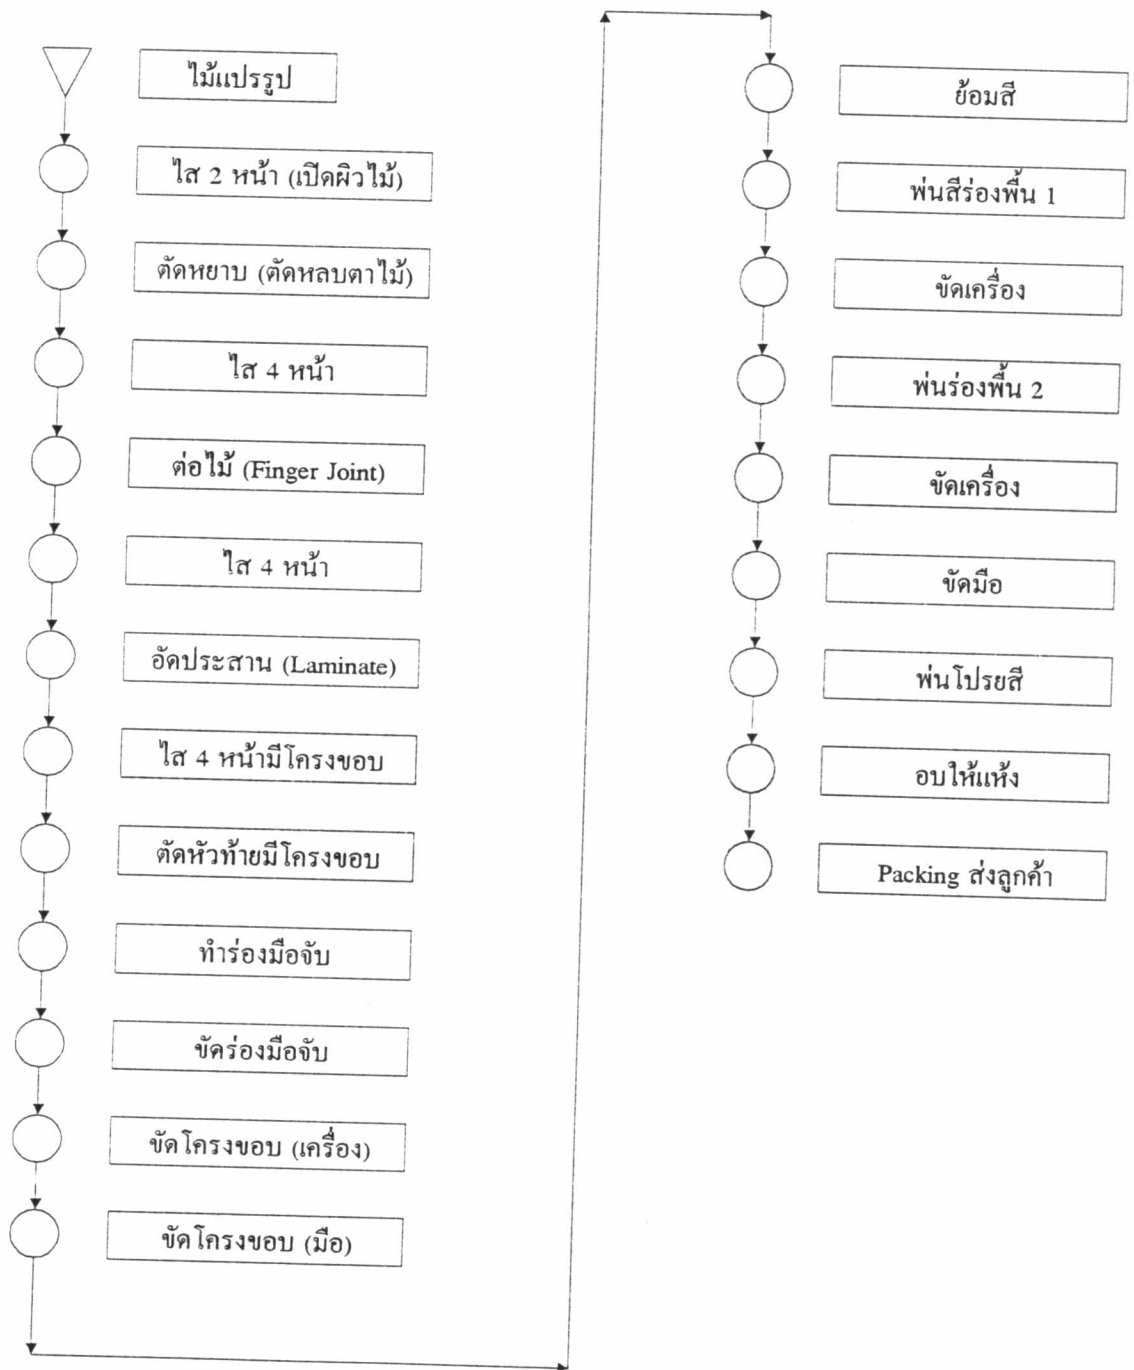 ไม้แปรรูป
ไส 2 หน้า (เปิดผิวไม้)
ตัดหยาบ (ตัดหลบตาไม้)
ไส 4 หน้า
ต่อไม้ (Finger Joint)
ไส 4 หน้า
อัดประสาน (Laminate)
ไส 4 หน้ามีโครงขอบ
ตัดหัวท้ายมีโครงขอบ
ทำร่องมือจับ
ขัดร่องมือจับ
ขัดโครงขอบ (เครื่อง)
ขัดโครงขอบ (มือ)
ย้อมสี
พ่นสีร่องพื้น 1
ขัดเครื่อง
พ่นร่องพื้น 2
ขัดเครื่อง
ขัดมือ
พ่นโปรยสี
อบให้แห้ง
Packing ส่งลูกค้า